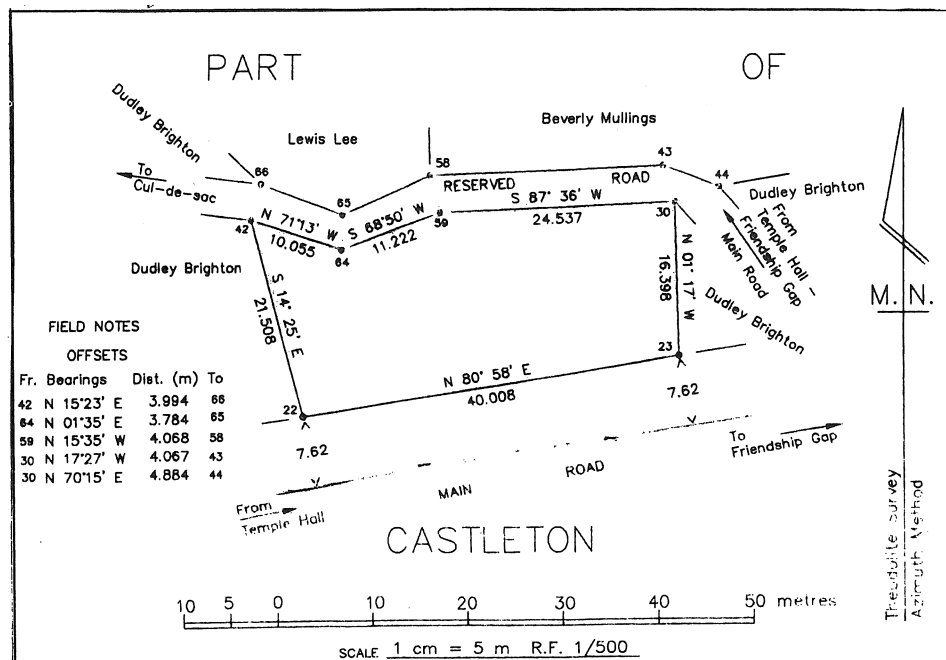 PART OF
Dudley Brighton
Lewis Lee
Beverly Mullings
66
58
43
44
To
Cul-de-sac
RESERVED ROAD
Dudley Brighton
65
42
N 71°13' W
10.055
S 68°50' W
11.222
59
S 87° 36' W
24.537
30
From
Temple Hall –
Friendship Gap
Main Road
64
Dudley Brighton
S 14° 25' E
21.508
N 01° 17' W
16.398
Dudley Brighton
M. N.
FIELD NOTES
OFFSETS
Fr. Bearings Dist. (m) To
42 N 15°23' E 3.994 66
64 N 01°35' E 3.784 65
59 N 15°35' W 4.068 58
30 N 17°27' W 4.067 43
30 N 70°15' E 4.884 44
23
N 80° 58' E
40.008
22
7.62
7.62
To
Friendship Gap
MAIN ROAD
From
Temple Hall
CASTLETON
Theodolite survey
Azimuth Method
10 5 0 10 20 30 40 50 metres
SCALE 1 cm = 5 m R.F. 1/500